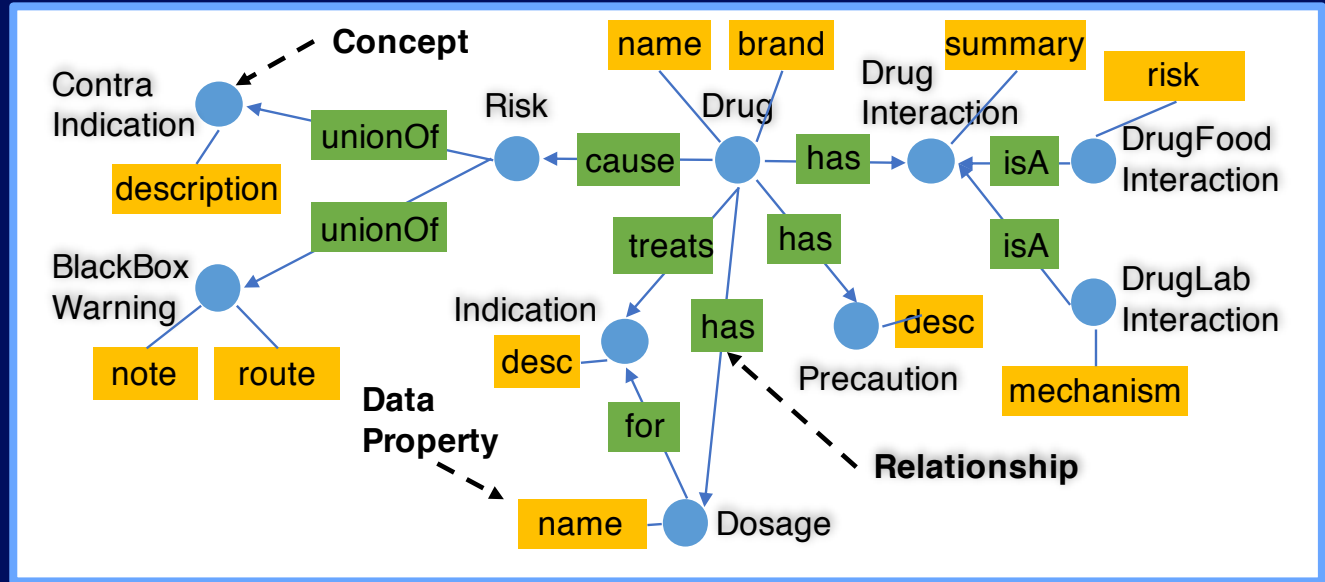 Concept
name
brand
summary
Contra
Indication
Drug
Interaction
risk
Risk
Drug
unionOf
cause
has
isA
DrugFood
Interaction
description
unionOf
treats
has
isA
BlackBox
Warning
DrugLab
Interaction
Indication
has
desc
note
route
desc
Precaution
mechanism
Data
Property
for
Relationship
name
Dosage